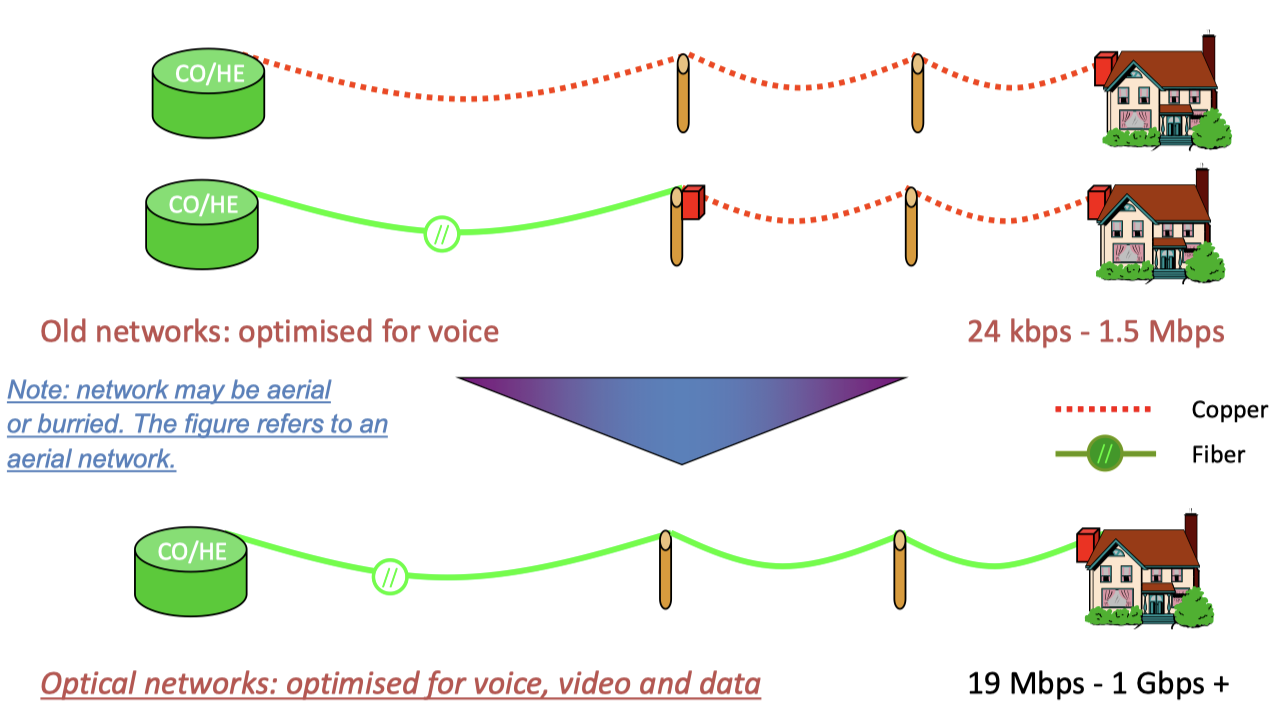 CO/HE
CO/HE
Old networks: optimised for voice
24 kbps - 1.5 Mbps
Note: network may be aerial
or burried. The figure refers to an
aerial network.
Copper
//
Fiber
//
CO/HE
//
Optical networks: optimised for voice, video and data
19 Mbps - 1 Gbps +